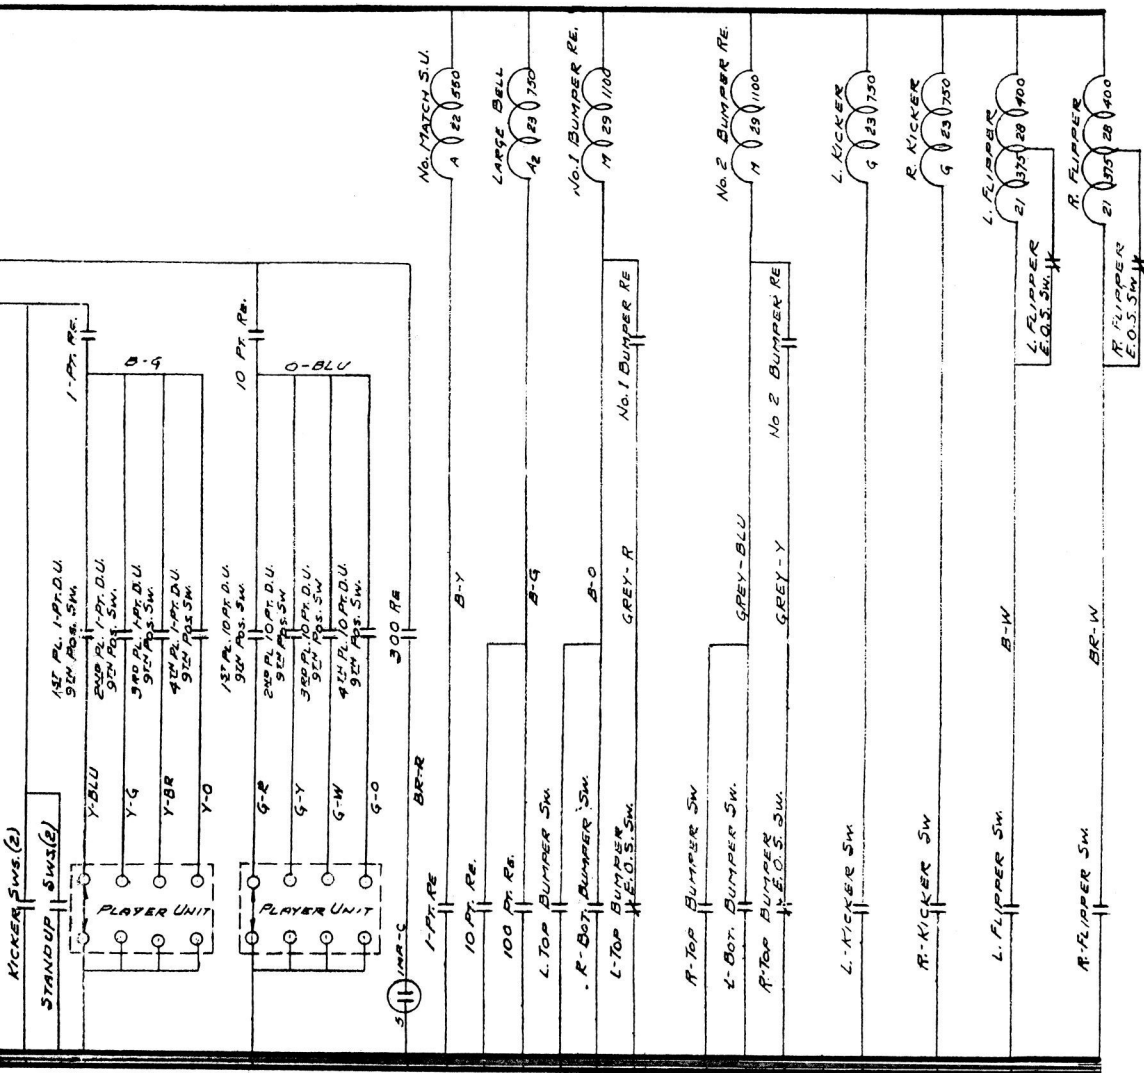 No. MATCH S.U.
A 22 550
LARGE BELL
A2 23 750
No. 1 BUMPER RE.
M 29 1100
No. 2 BUMPER RE.
M 29 1100
L. KICKER
G 23 750
R. KICKER
G 23 750
L. FLIPPER
21 375 28 400
R. FLIPPER
21 375 28 400
L. FLIPPER
E.O.S. SW.
R. FLIPPER
E.O.S. SW.
1-PT. RE.
B-G
10 PT. RE.
O-BLU
No. 1 BUMPER RE
No 2 BUMPER RE
1ST PL. 1-PT. D.U.
9TH POS. SW.
2ND PL. 1-PT. D.U.
9TH POS. SW.
3RD PL. 1-PT. D.U.
9TH POS. SW.
4TH PL. 1-PT. D.U.
9TH POS. SW.
1ST PL. 10 PT. D.U.
9TH POS. SW.
2ND PL. 10 PT. D.U.
9TH POS. SW
3RD PL. 10 PT. D.U.
9TH POS. SW
4TH PL. 10 PT. D.U.
9TH POS. SW.
300 RE
B-Y
B-G
B-O
GREY-R
GREY-BLU
GREY-Y
B-W
BR-W
Y-BLU
Y-G
Y-BR
Y-O
G-R
G-Y
G-W
G-O
BR-R
KICKER SWS. (2)
STANDUP SWS (2)
PLAYER UNIT
PLAYER UNIT
5 IMP-C
1-PT. RE
10 PT. RE.
100 PT. RE.
L. TOP BUMPER SW.
R-BOT. BUMPER SW.
L-TOP BUMPER
E.O.S. SW.
R-TOP BUMPER SW
L-BOT. BUMPER SW.
R-TOP BUMPER
E.O.S. SW.
L.-KICKER SW.
R-KICKER SW
L. FLIPPER SW.
R-FLIPPER SW.